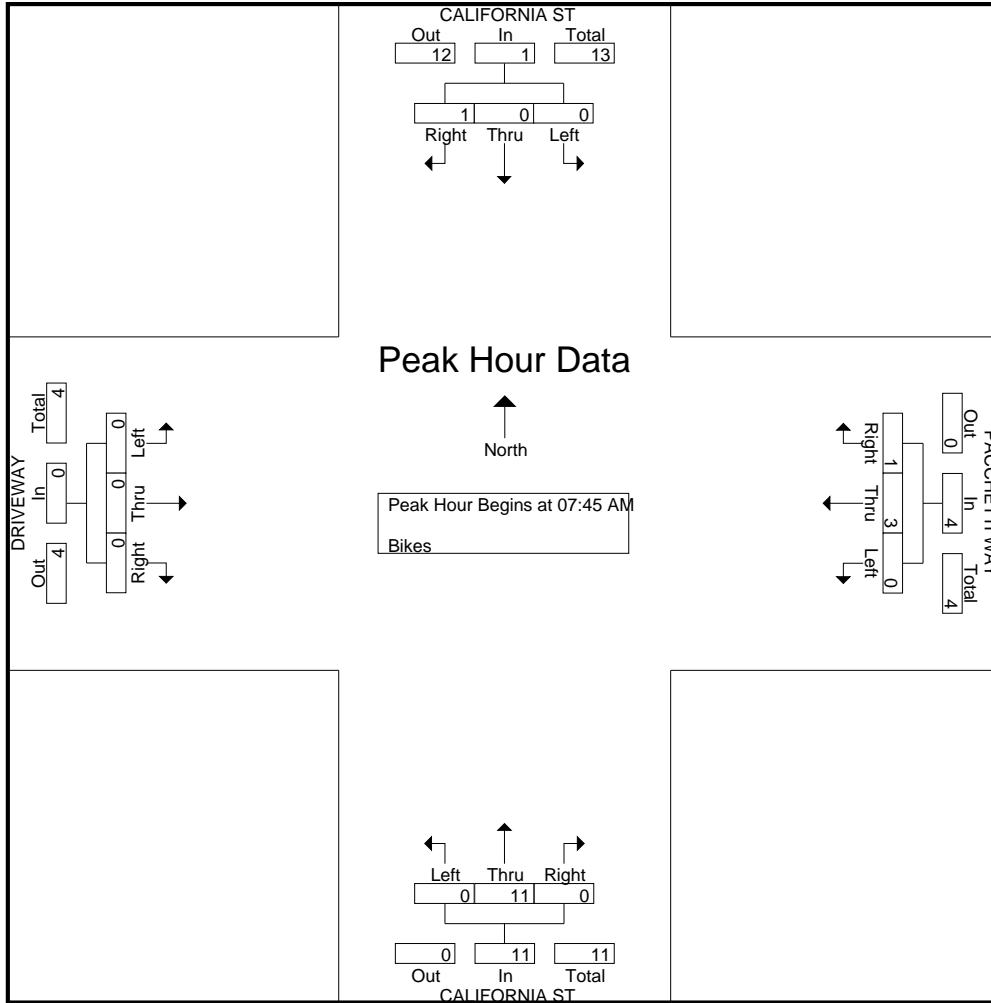 CALIFORNIA ST
Out In Total
12 1 13
1 0 0
Right Thru Left
Peak Hour Data
North
Peak Hour Begins at 07:45 AM
Bikes
DRIVEWAY
Out In Total
4 0 4
0 0 0
Right Thru Left
PACCHETTI WAY
Out In Total
0 4 4
1 3 0
Right Thru Left
Left Thru Right
0 11 0
0 11 11
Out In Total
CALIFORNIA ST